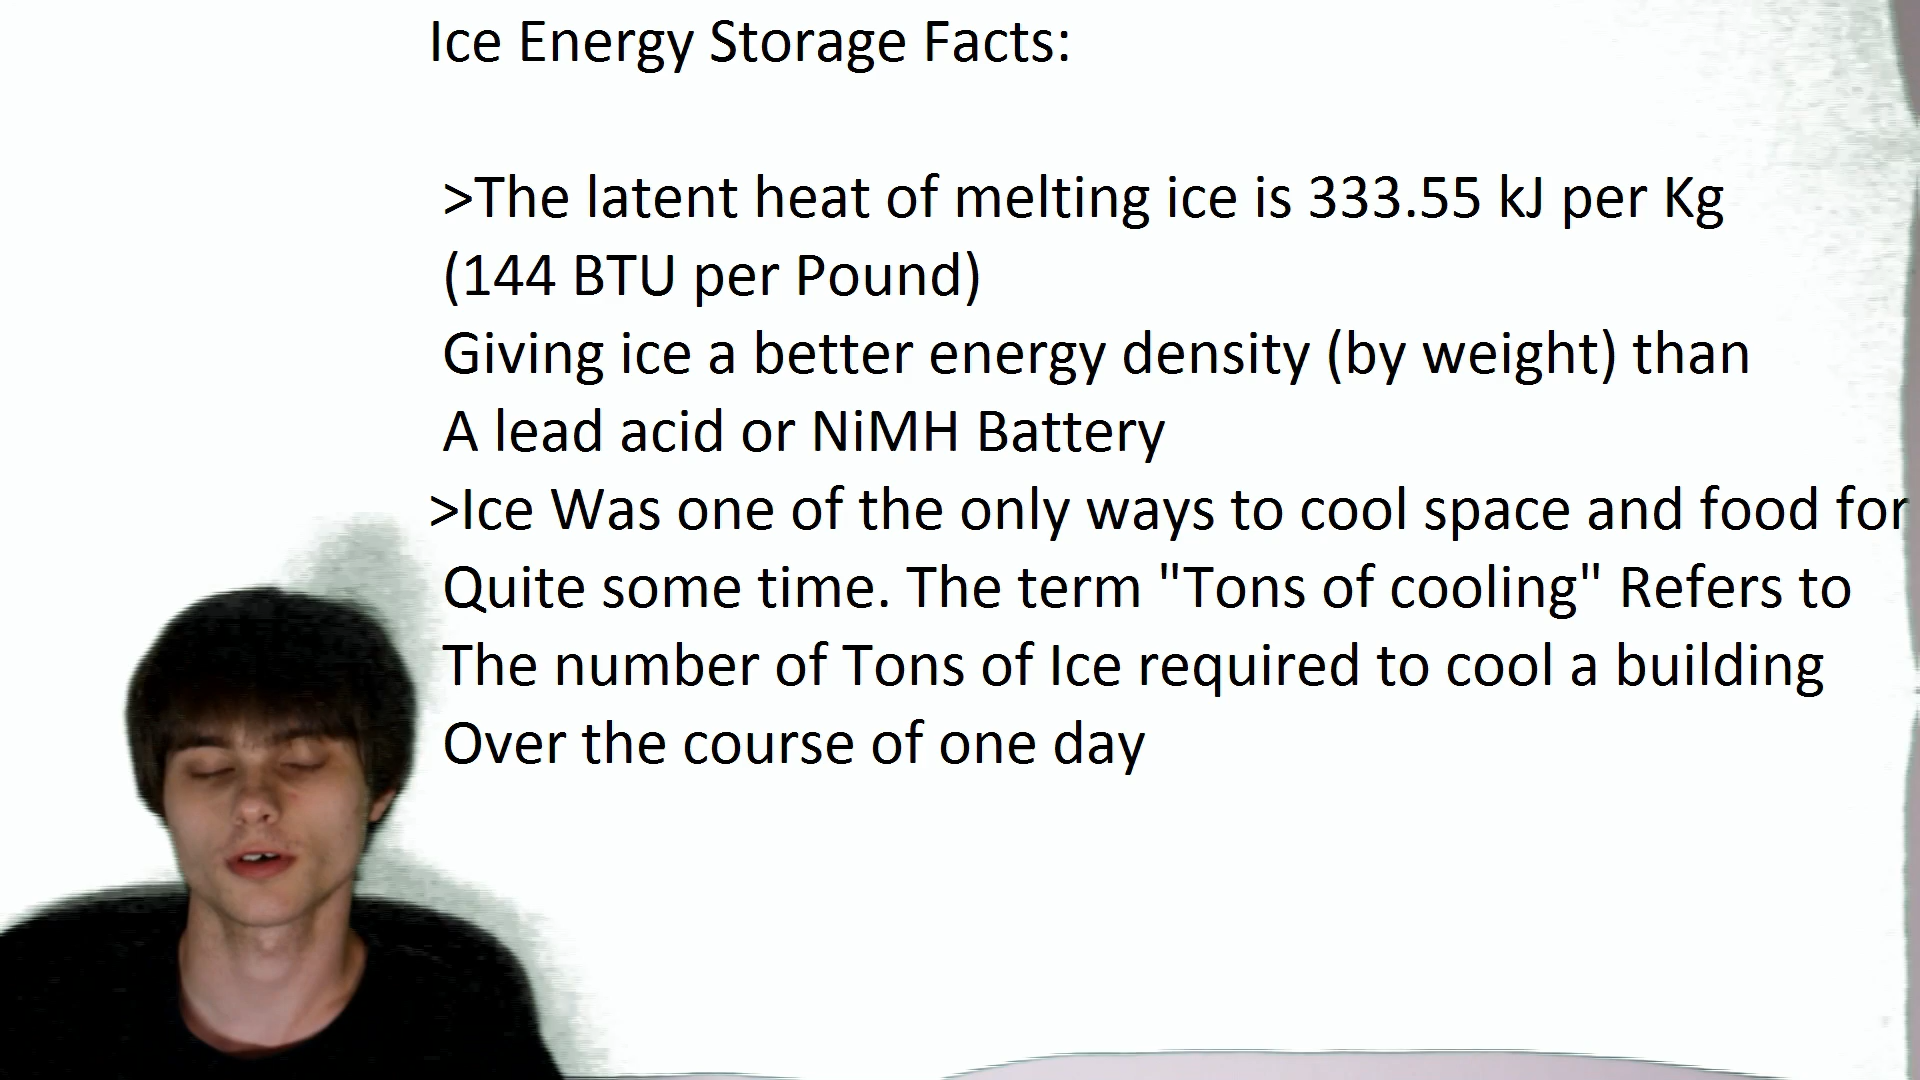 Ice Energy Storage Facts:
>The latent heat of melting ice is 333.55 kJ per Kg
(144 BTU per Pound)
Giving ice a better energy density (by weight) than
A lead acid or NiMH Battery
>Ice Was one of the only ways to cool space and food for
Quite some time. The term "Tons of cooling" Refers to
The number of Tons of Ice required to cool a building
Over the course of one day